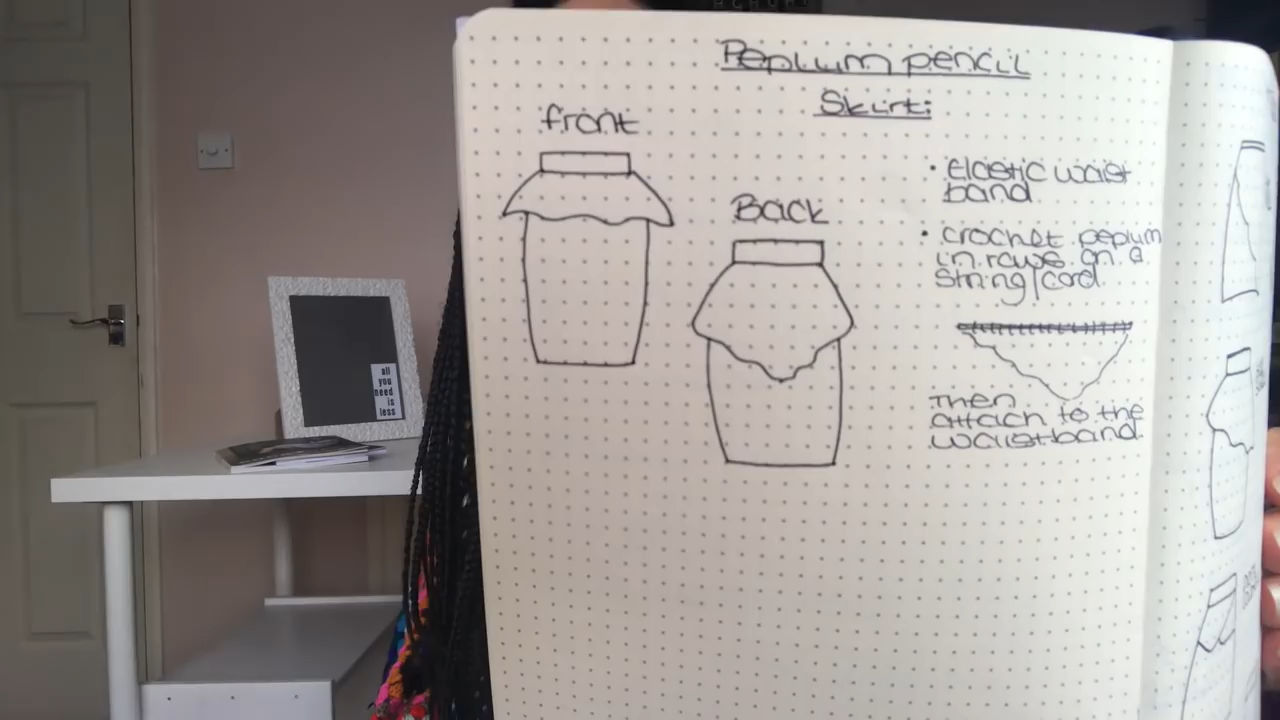 Peplum pencil
Skirt:
front
Back
• Elastic waist
band
• crochet peplum
in rows on a
string/cord.
Then
attach to the
waistband.
all
you
need
is
less